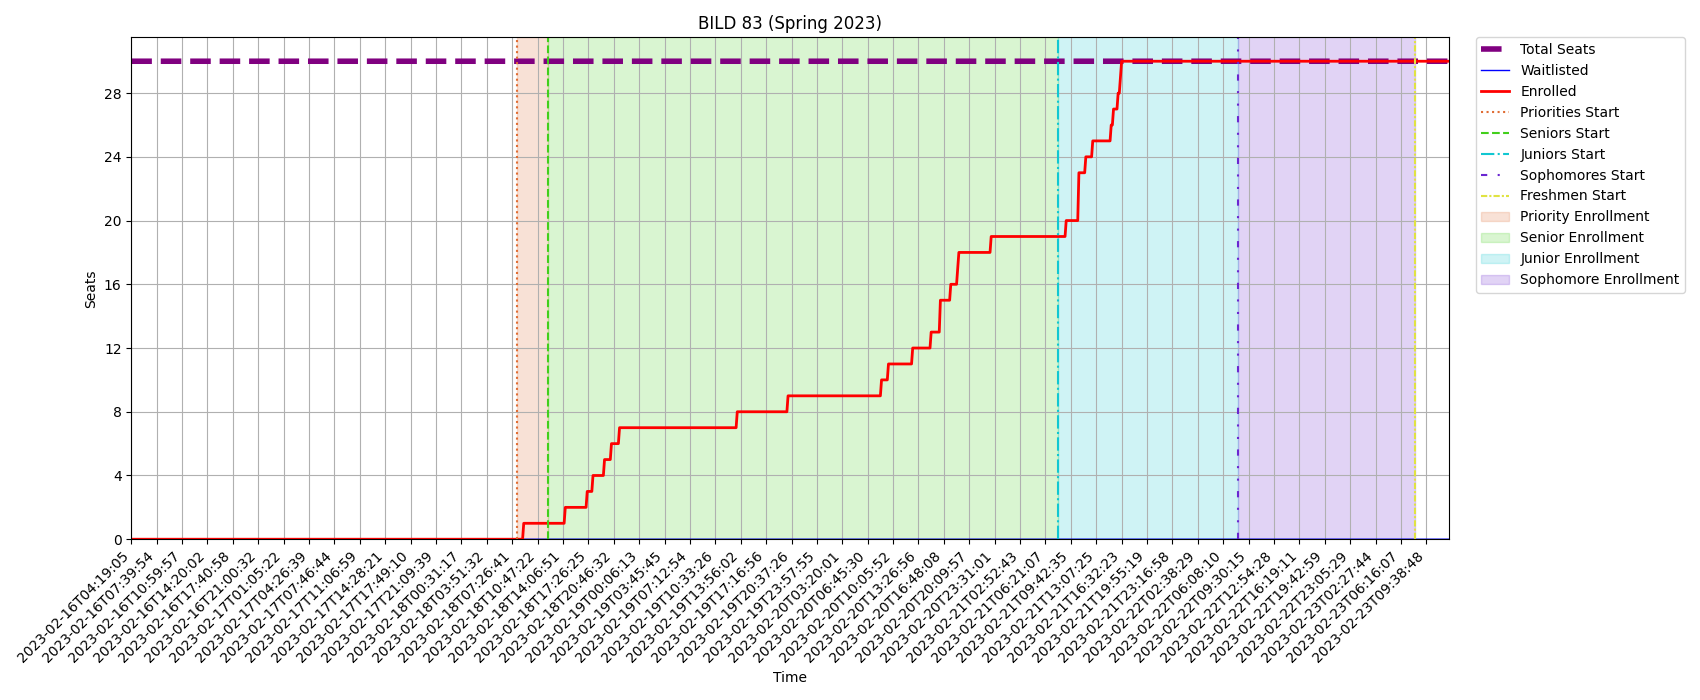 BILD 83 (Spring 2023)
Seats
28
24
20
16
12
8
4
0
2023-02-16T04:19:05
2023-02-16T07:39:54
2023-02-16T10:59:57
2023-02-16T14:20:02
2023-02-16T17:40:58
2023-02-16T21:00:32
2023-02-17T01:05:22
2023-02-17T04:26:39
2023-02-17T07:46:44
2023-02-17T11:06:59
2023-02-17T14:28:21
2023-02-17T17:49:10
2023-02-17T21:09:39
2023-02-18T00:31:17
2023-02-18T03:51:32
2023-02-18T07:26:41
2023-02-18T10:47:22
2023-02-18T14:06:51
2023-02-18T17:26:25
2023-02-18T20:46:32
2023-02-19T00:06:13
2023-02-19T03:45:45
2023-02-19T07:12:54
2023-02-19T10:33:26
2023-02-19T13:56:02
2023-02-19T17:16:56
2023-02-19T20:37:26
2023-02-19T23:57:55
2023-02-20T03:20:01
2023-02-20T06:45:30
2023-02-20T10:05:52
2023-02-20T13:26:56
2023-02-20T16:48:08
2023-02-20T20:09:57
2023-02-20T23:31:01
2023-02-21T02:52:43
2023-02-21T06:21:07
2023-02-21T09:42:35
2023-02-21T13:07:25
2023-02-21T16:32:23
2023-02-21T19:55:19
2023-02-21T23:16:58
2023-02-22T02:38:29
2023-02-22T06:08:10
2023-02-22T09:30:15
2023-02-22T12:54:28
2023-02-22T16:19:11
2023-02-22T19:42:59
2023-02-22T23:05:29
2023-02-23T02:27:44
2023-02-23T06:16:07
2023-02-23T09:38:48
Time
Total Seats
Waitlisted
Enrolled
Priorities Start
Seniors Start
Juniors Start
Sophomores Start
Freshmen Start
Priority Enrollment
Senior Enrollment
Junior Enrollment
Sophomore Enrollment